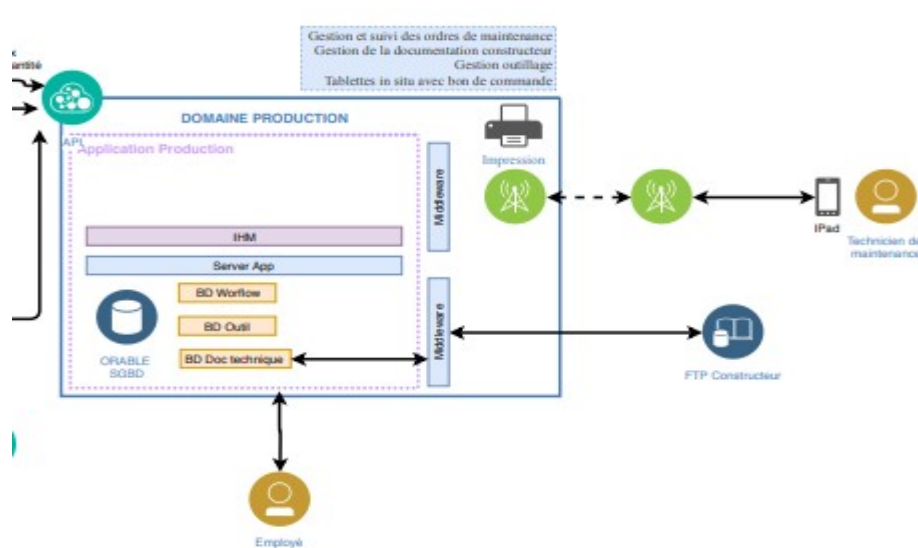 Gestion et suivi des ordres de maintenance
Gestion de la documentation constructeur
Gestion outillage
Tablettes in situ avec bon de commande
x
antité
DOMAINE PRODUCTION
API
Application Production
Impression
Middleware
IHM
Server App
BD Worflow
BD Outil
BD Doc technique
ORABLE
SGBD
Middleware
IPad
Technicien de
maintenance
FTP Constructeur
Employé